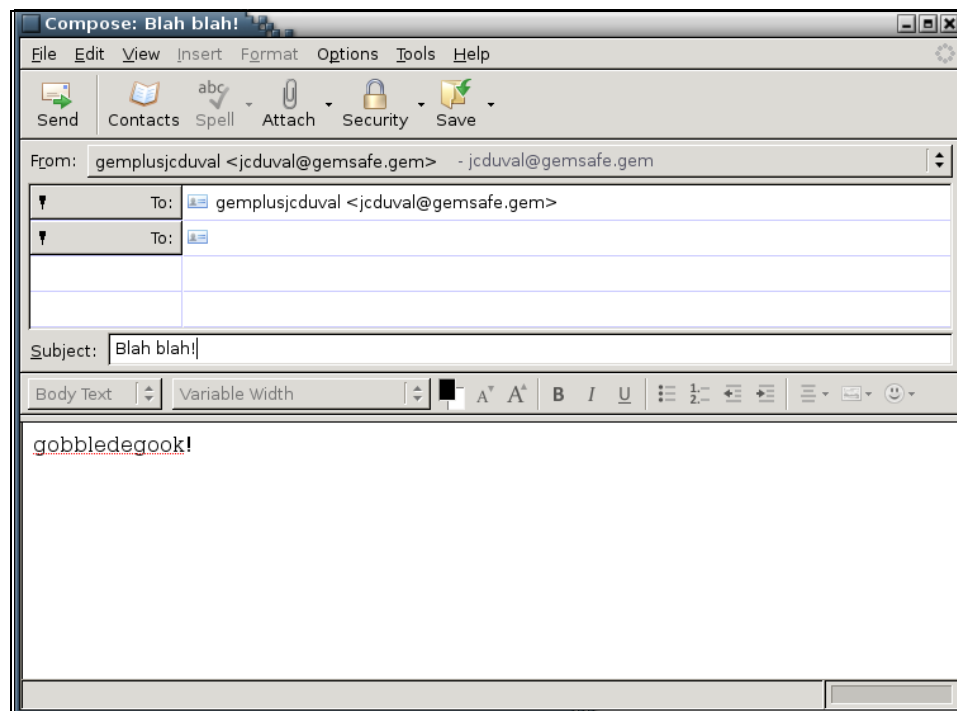 Compose: Blah blah!
File Edit View Insert Format Options Tools Help
Send Contacts Spell Attach Security Save
From: gemplusjcduval <jcduval@gemsafe.gem> - jcduval@gemsafe.gem
To: gemplusjcduval <jcduval@gemsafe.gem>
To:
Subject: Blah blah!
Body Text Variable Width A A B I U
gobbledegook!